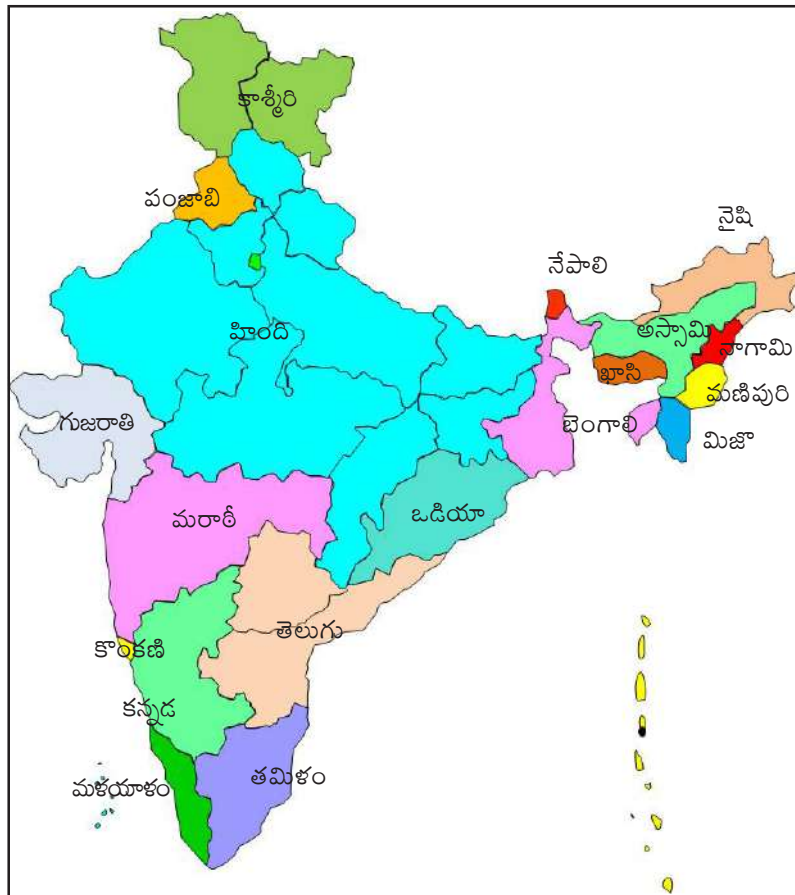 కాశ్మీరి
పంజాబి
నైషి
నేపాలి
హింది
అస్సామి
నాగామి
ఖాసి
మణిపురి
గుజరాతి
బెంగాలి
మిజొ
మరాఠీ
ఒడియా
తెలుగు
కొంకణి
కన్నడ
మళయాళం
తమిళం